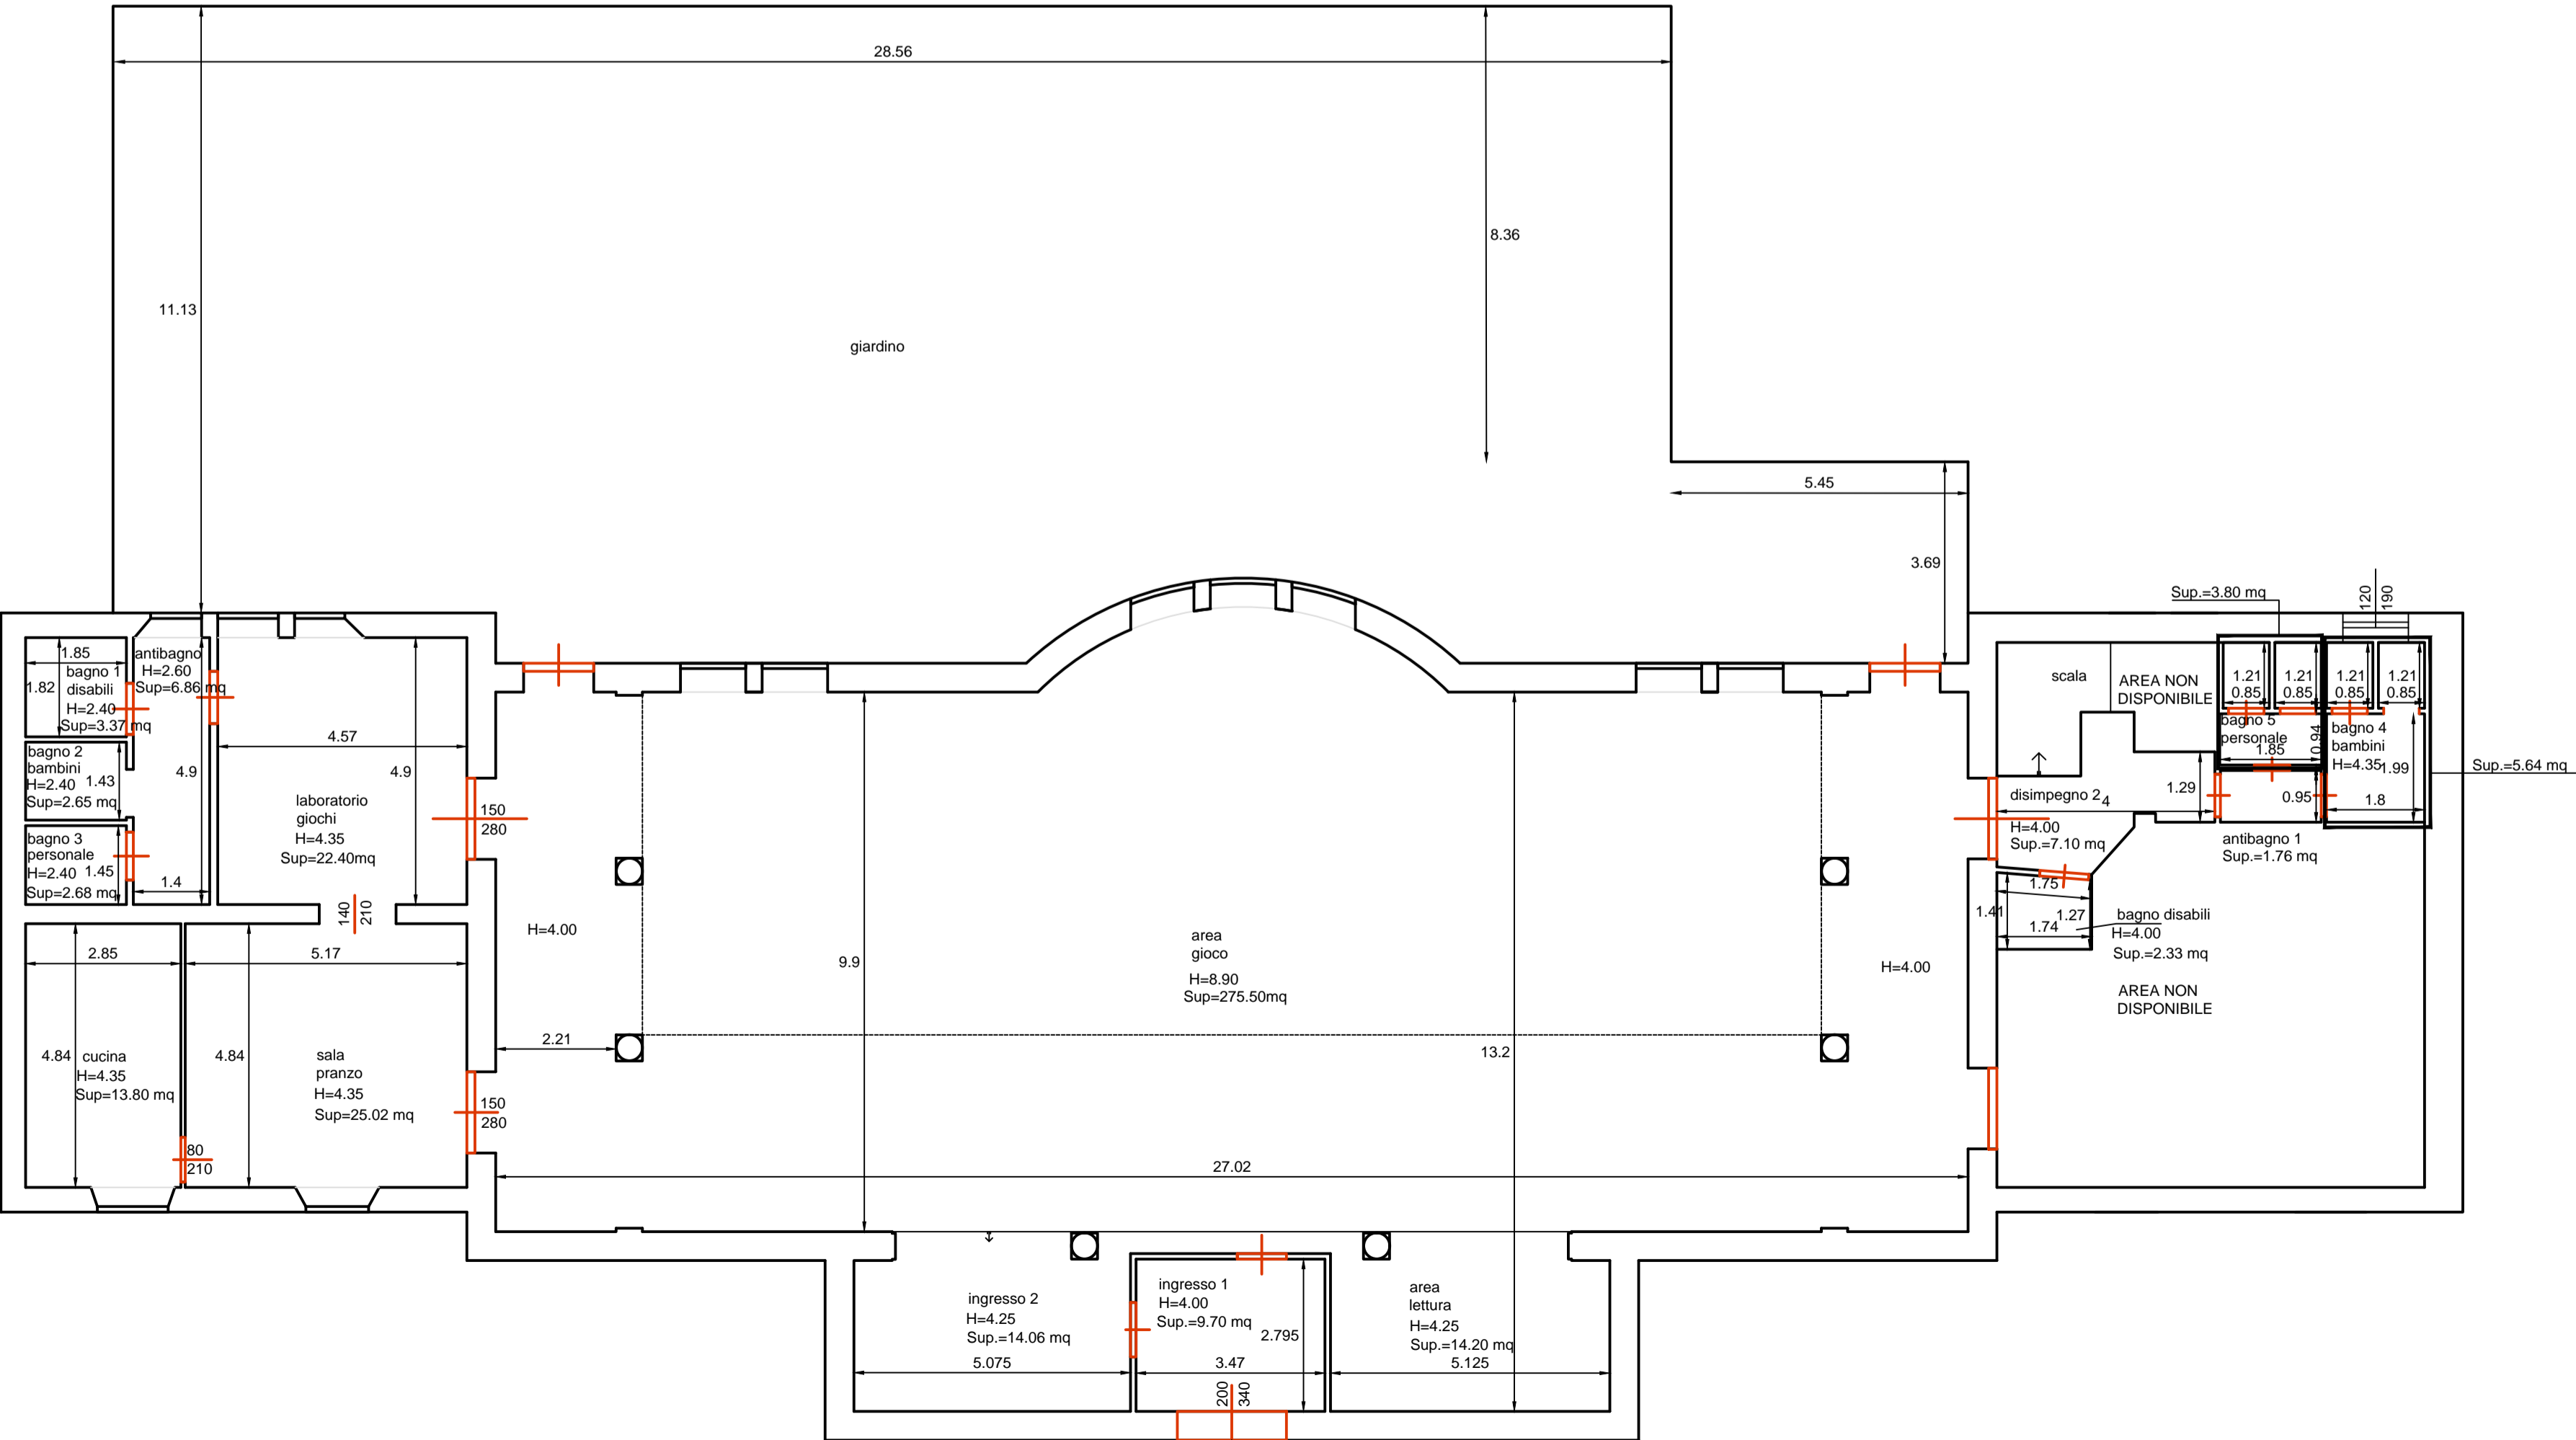 28.56
8.36
11.13
giardino
5.45
3.69
1.85
bagno 1
disabili
H=2.40
Sup=3.37 mq
1.82
antibagno
H=2.60
Sup=6.86 mq
bagno 2
bambini
H=2.40
1.43
Sup=2.65 mq
bagno 3
personale
H=2.40
1.45
Sup=2.68 mq
4.9
1.4
4.57
4.9
laboratorio
giochi
H=4.35
Sup=22.40mq
150
280
140
210
2.85
5.17
4.84
cucina
H=4.35
Sup=13.80 mq
4.84
sala
pranzo
H=4.35
Sup=25.02 mq
80
210
150
280
H=4.00
2.21
9.9
area
gioco
H=8.90
Sup=275.50mq
13.2
27.02
H=4.00
ingresso 2
H=4.25
Sup.=14.06 mq
5.075
ingresso 1
H=4.00
Sup.=9.70 mq
2.795
3.47
200
340
area
lettura
H=4.25
Sup.=14.20 mq
5.125
scala
AREA NON
DISPONIBILE
Sup.=3.80 mq
120
190
1.21
0.85
1.21
0.85
1.21
0.85
1.21
0.85
bagno 5
personale
1.85
0.94
bagno 4
bambini
H=4.35
1.99
1.8
Sup.=5.64 mq
disimpegno 2
4
H=4.00
Sup.=7.10 mq
1.29
0.95
antibagno 1
Sup.=1.76 mq
1.75
1.41
1.27
1.74
bagno disabili
H=4.00
Sup.=2.33 mq
AREA NON
DISPONIBILE